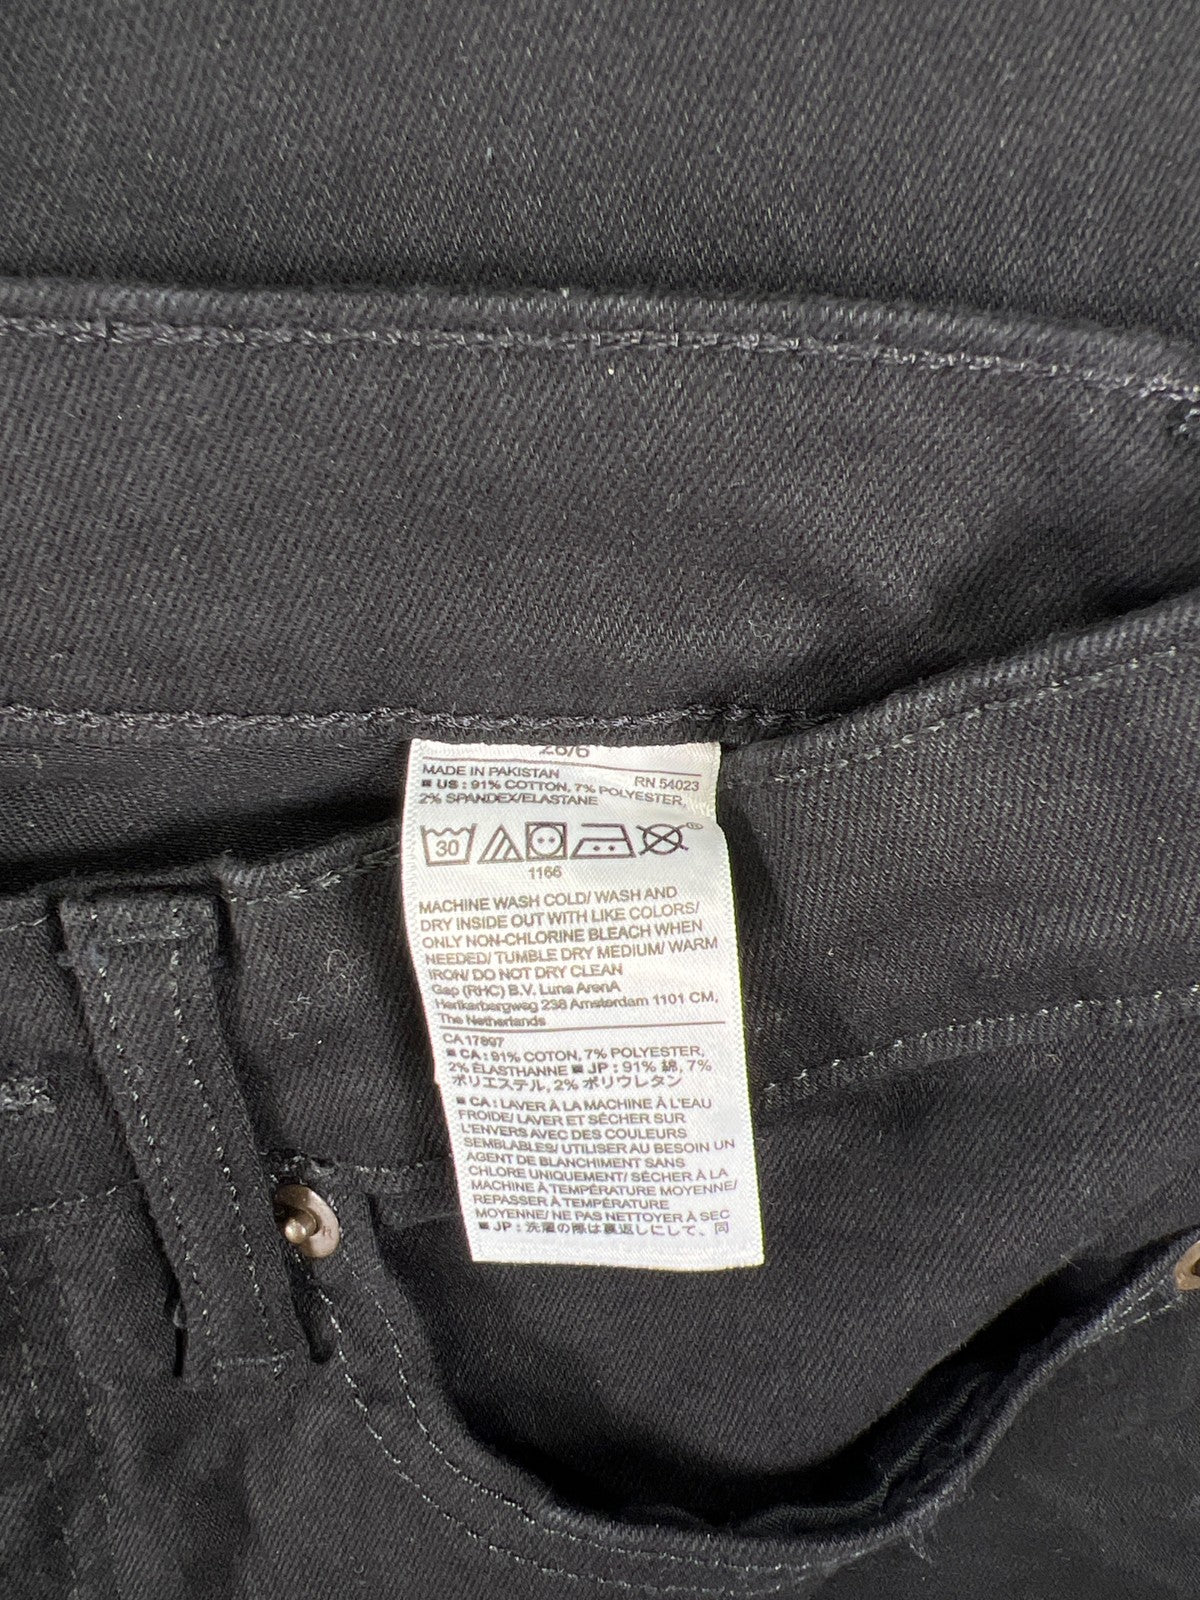 28/6
MADE IN PAKISTAN RN 54023
US : 91% COTTON, 7% POLYESTER,
2% SPANDEX/ELASTANE
30
1166
MACHINE WASH COLD/ WASH AND
DRY INSIDE OUT WITH LIKE COLORS/
ONLY NON-CHLORINE BLEACH WHEN
NEEDED/ TUMBLE DRY MEDIUM/ WARM
IRON/ DO NOT DRY CLEAN
Gap (RHC) B.V. Luna ArenA
Herikerbergweg 238 Amsterdam 1101 CM,
The Netherlands
CA 17897
CA : 91% COTON, 7% POLYESTER,
2% ÉLASTHANNE ■ JP : 91% 綿, 7%
ポリエステル, 2% ポリウレタン
CA : LAVER À LA MACHINE À L'EAU
FROIDE/ LAVER ET SÉCHER SUR
L'ENVERS AVEC DES COULEURS
SEMBLABLES/ UTILISER AU BESOIN UN
AGENT DE BLANCHIMENT SANS
CHLORE UNIQUEMENT/ SÉCHER À LA
MACHINE À TEMPÉRATURE MOYENNE/
REPASSER À TEMPÉRATURE
MOYENNE/ NE PAS NETTOYER À SEC
JP : 洗濯の際は裏返しにして、同